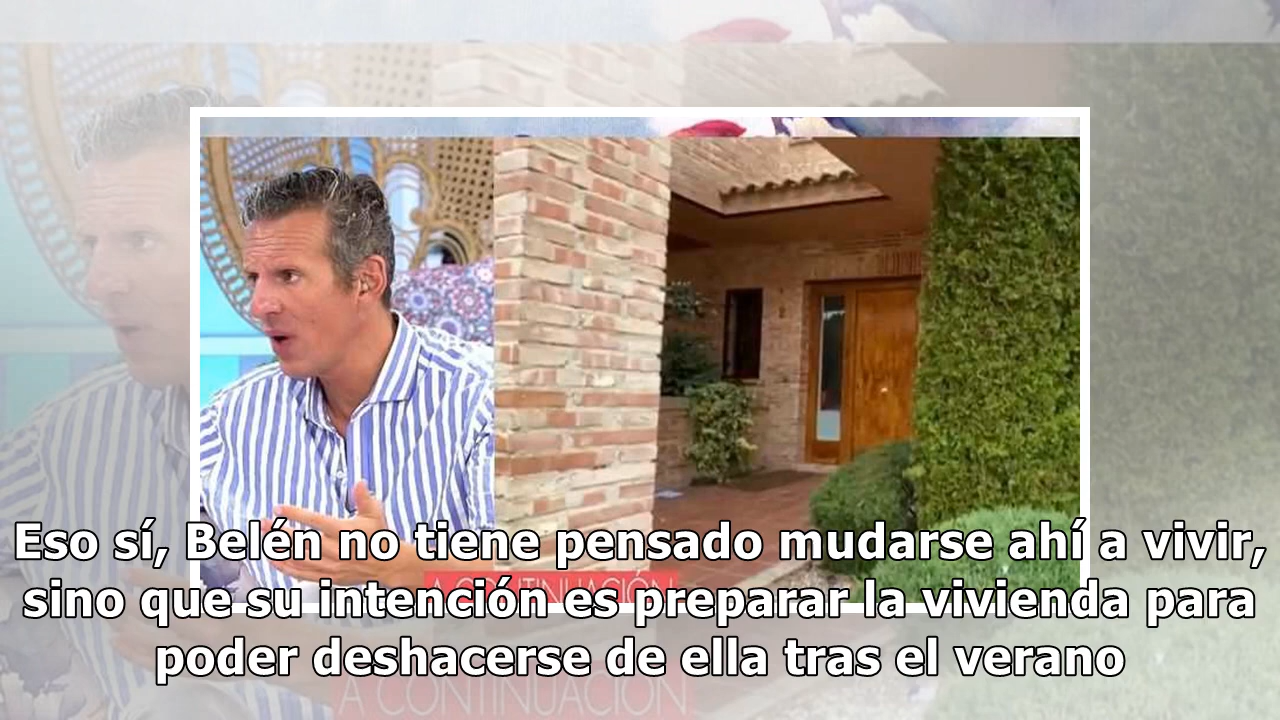 Eso sí, Belén no tiene pensado mudarse ahí a vivir,
sino que su intención es preparar la vivienda para
poder deshacerse de ella tras el verano
A CONTINUACIÓN
A CONTINUACIÓN